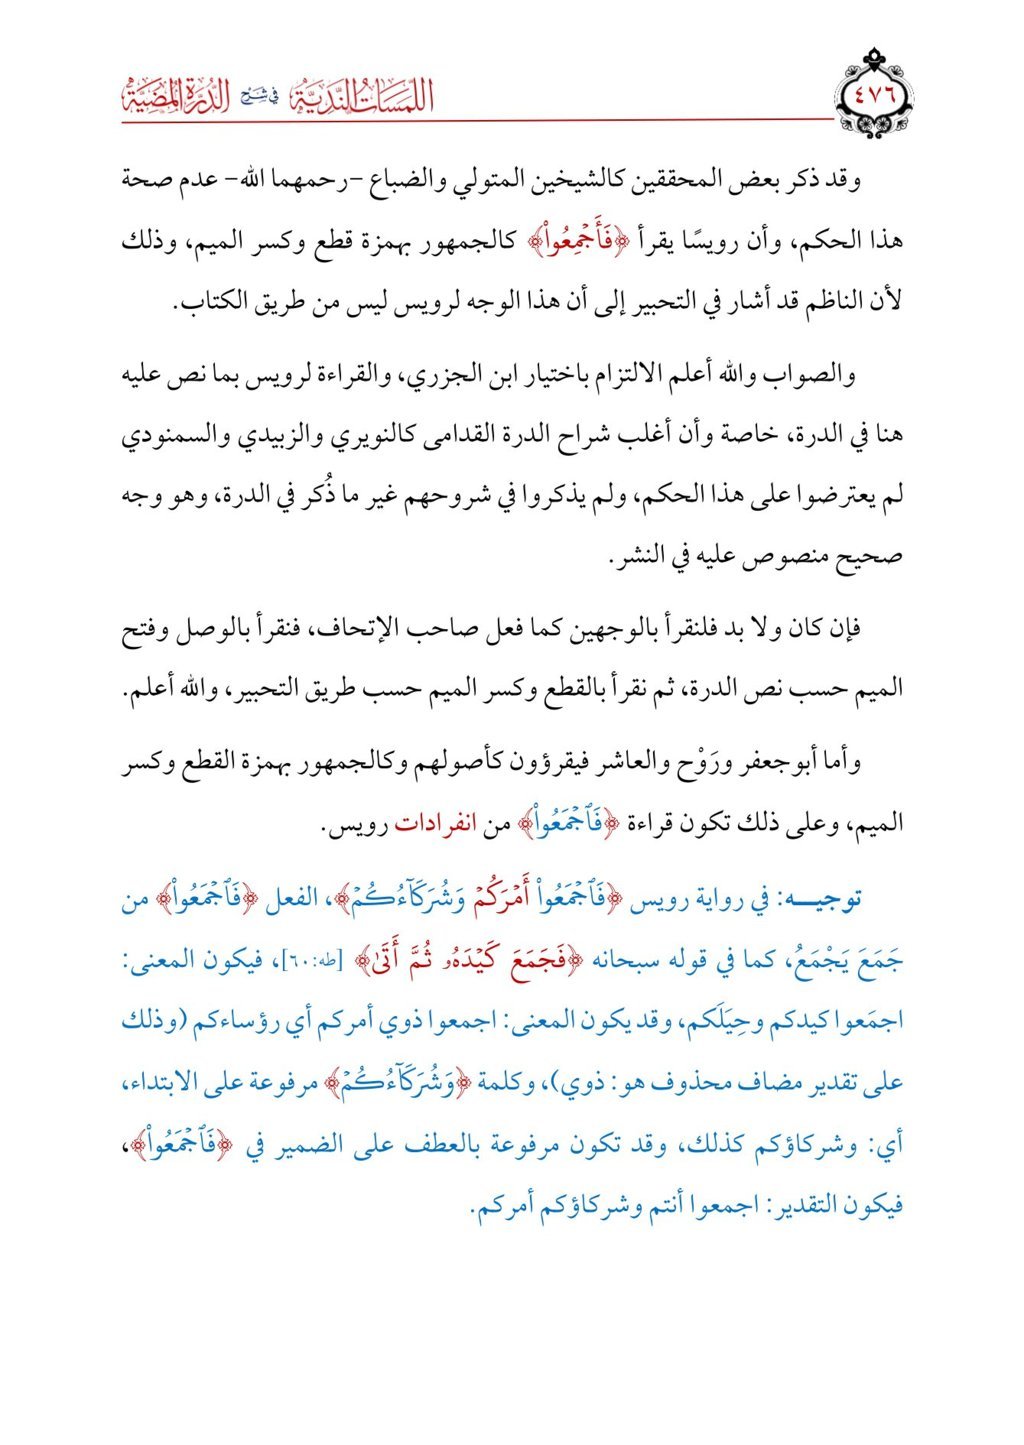 اللمسات الندية في شرح الدرة المضية
٤٧٦
وقد ذكر بعض المحققين كالشيخين المتولي والضباع -رحمهما الله- عدم صحة
هذا الحكم، وأن رويسًا يقرأ ﴿فَأَجۡمِعُواْ﴾ كالجمهور بهمزة قطع وكسر الميم، وذلك
لأن الناظم قد أشار في التحبير إلى أن هذا الوجه لرويس ليس من طريق الكتاب.
والصواب والله أعلم الالتزام باختيار ابن الجزري، والقراءة لرويس بما نص عليه
هنا في الدرة، خاصة وأن أغلب شراح الدرة القدامى كالنويري والزبيدي والسمنودي
لم يعترضوا على هذا الحكم، ولم يذكروا في شروحهم غير ما ذُكر في الدرة، وهو وجه
صحيح منصوص عليه في النشر.
فإن كان ولا بد فلنقرأ بالوجهين كما فعل صاحب الإتحاف، فنقرأ بالوصل وفتح
الميم حسب نص الدرة، ثم نقرأ بالقطع وكسر الميم حسب طريق التحبير، والله أعلم.
وأما أبوجعفر ورَوْح والعاشر فيقرؤون كأصولهم وكالجمهور بهمزة القطع وكسر
الميم، وعلى ذلك تكون قراءة ﴿فَٱجۡمَعُواْ﴾ من انفرادات رويس.
توجيـــه: في رواية رويس ﴿فَٱجۡمَعُواْ أَمۡرَكُمۡ وَشُرَكَآءُكُمۡ﴾، الفعل ﴿فَٱجۡمَعُواْ﴾ من
جَمَعَ يَجْمَعُ، كما في قوله سبحانه ﴿فَجَمَعَ كَيۡدَهُۥ ثُمَّ أَتَىٰ﴾ [طه:٦٠]، فيكون المعنى:
اجمَعوا كيدكم وحِيَلَكم، وقد يكون المعنى: اجمعوا ذوي أمركم أي رؤساءكم (وذلك
على تقدير مضاف محذوف هو: ذوي)، وكلمة ﴿وَشُرَكَآءُكُمۡ﴾ مرفوعة على الابتداء،
أي: وشركاؤكم كذلك، وقد تكون مرفوعة بالعطف على الضمير في ﴿فَٱجۡمَعُواْ﴾،
فيكون التقدير: اجمعوا أنتم وشركاؤكم أمركم.